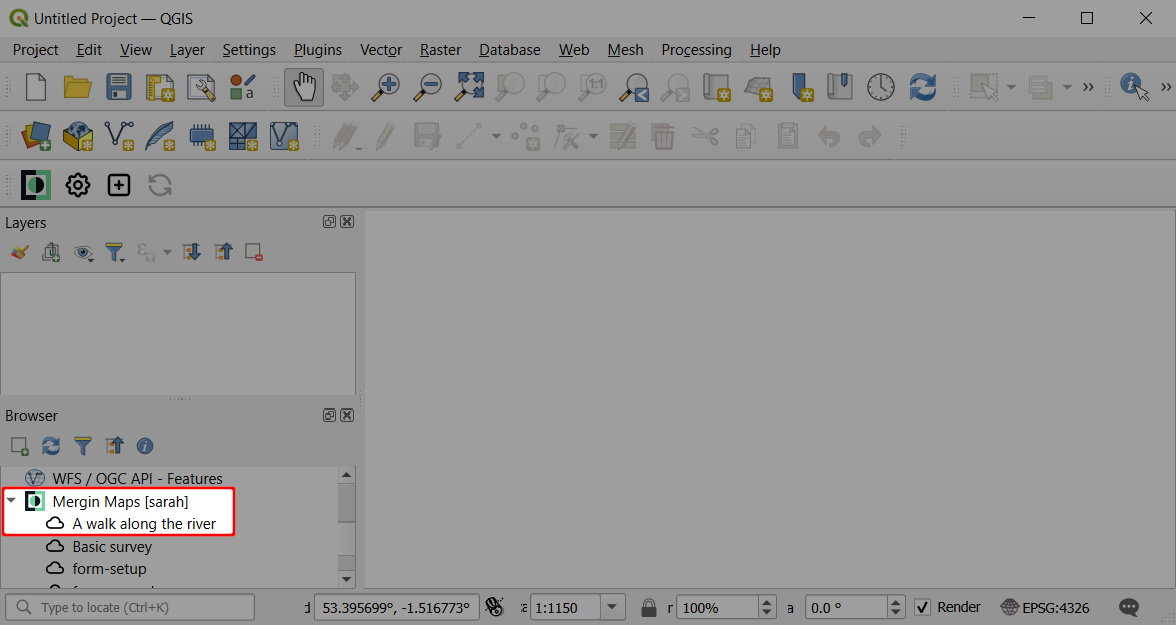 Untitled Project — QGIS
Project Edit View Layer Settings Plugins Vector Raster Database Web Mesh Processing Help
1:1
a
Layers
ε
Browser
WFS / OGC API - Features
Mergin Maps [sarah]
A walk along the river
Basic survey
form-setup
Type to locate (Ctrl+K) 53.395699°, -1.516773° 1:1150 r 100% a 0.0 ° Render EPSG:4326